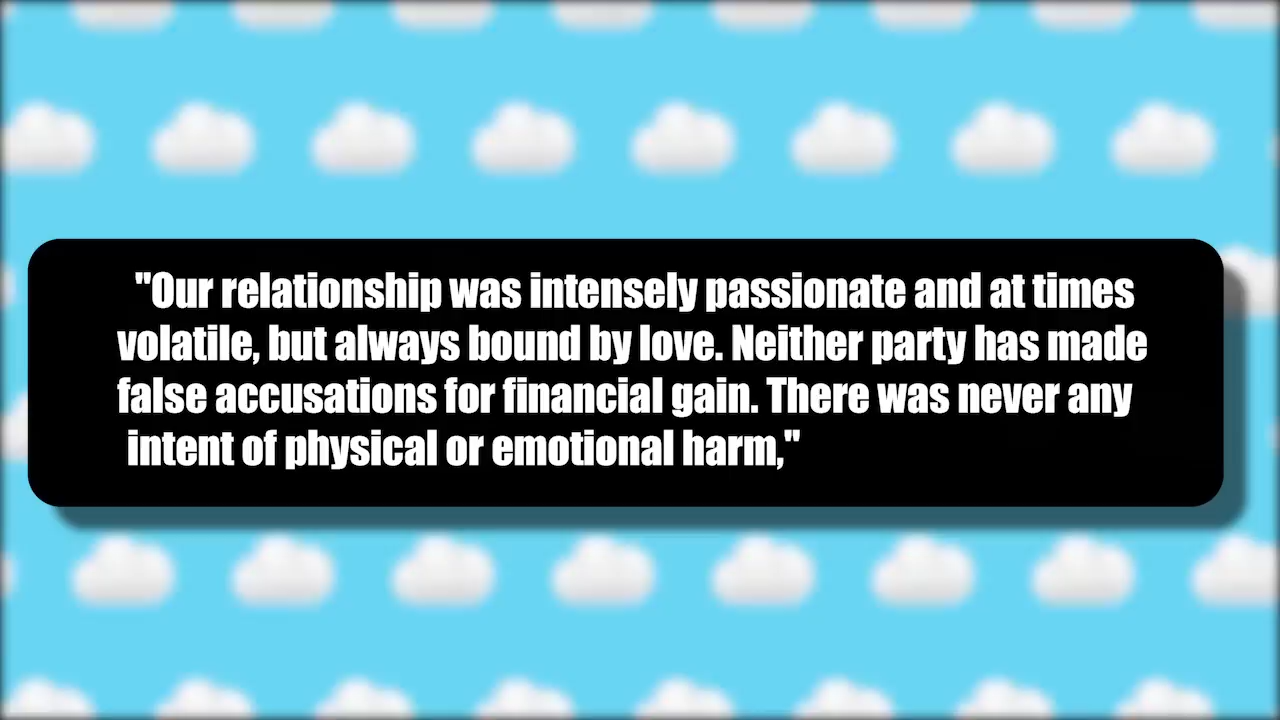 "Our relationship was intensely passionate and at times
volatile, but always bound by love. Neither party has made
false accusations for financial gain. There was never any
intent of physical or emotional harm,"